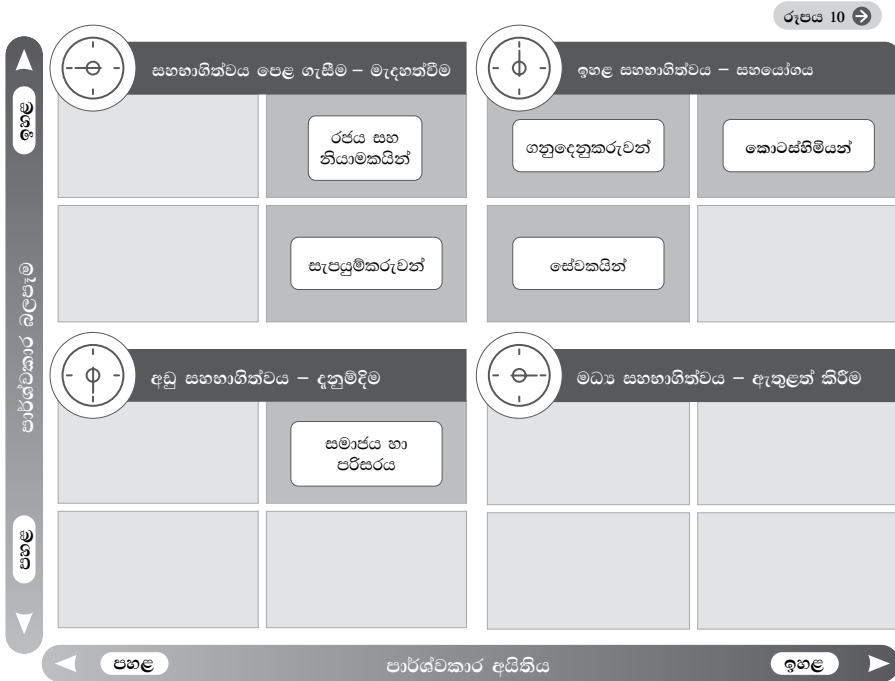 රූපය 10
සහභාගිත්වය පෙළ ගැසීම – මැදහත්වීම
ඉහළ සහභාගිත්වය – සහයෝගය
ඉහළ
රජය සහ
නියාමකයින්
ගනුදෙනුකරුවන්
කොටස්හිමියන්
සැපයුම්කරුවන්
සේවකයින්
පාර්ශ්වකාර බලපෑම
අඩු සහභාගිත්වය – දැනුම්දිම
මධ්‍ය සහභාගිත්වය – ඇතුළත් කිරීම
සමාජය හා
පරිසරය
පහළ
පහළ
පාර්ශ්වකාර අයිතිය
ඉහළ